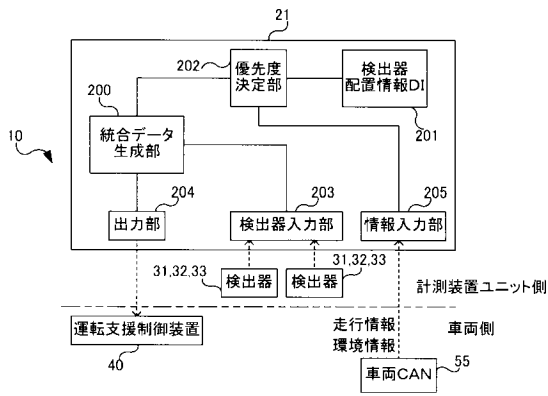 21
202
優先度
決定部
検出器
配置情報DI
201
200
統合データ
生成部
10
204
出力部
203
検出器入力部
205
情報入力部
31,32,33
検出器
31,32,33
検出器
計測装置ユニット側
運転支援制御装置
40
走行情報
環境情報
車両側
55
車両CAN